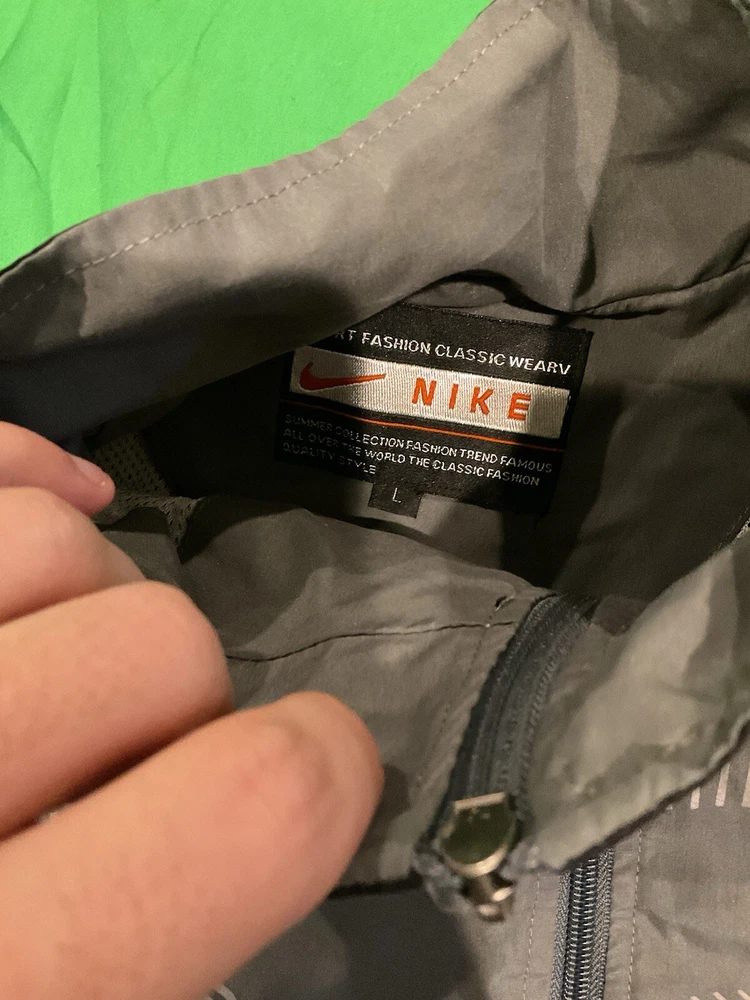 FASHION CLASSIC WEARV
NIKE
SUMMER COLLECTION FASHION TREND FAMOUS
ALL OVER THE WORLD THE CLASSIC FASHION
QUALITY STYLE
L